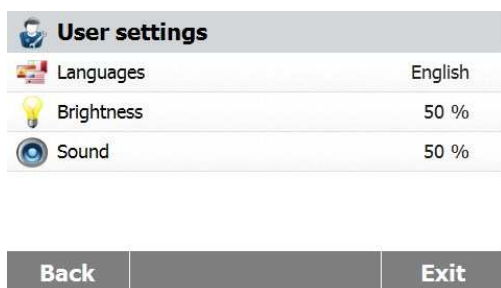 User settings
Languages English
Brightness 50 %
Sound 50 %
Back Exit